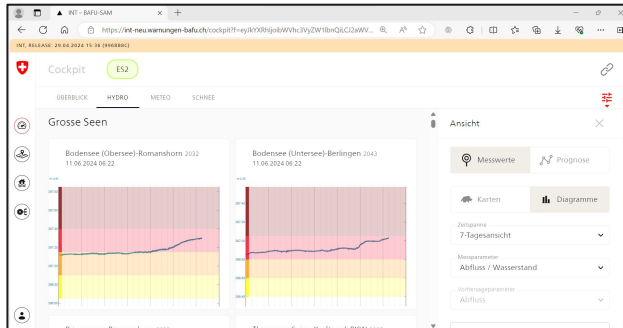 INT - BAFU-SAM
https://int-neu.warnungen-bafu.ch/cockpit?f=eyJkYXRhIjoibWVhc3VyZW1lbnQiLCJ2aWV...
INT, RELEASE: 29.04.2024 15:38 (996888C)
Cockpit
ES2
ÜBERBLICK
HYDRO
METEO
SCHNEE
Grosse Seen
Bodensee (Obersee)-Romanshorn 2032
11.06.2024 06:22
Bodensee (Untersee)-Berlingen 2043
11.06.2024 06:22
Ansicht
Messwerte
Prognose
Karten
Diagramme
Zeitspanne
7-Tagesansicht
Messparameter
Abfluss / Wasserstand
Vorhersageparameter
Abfluss